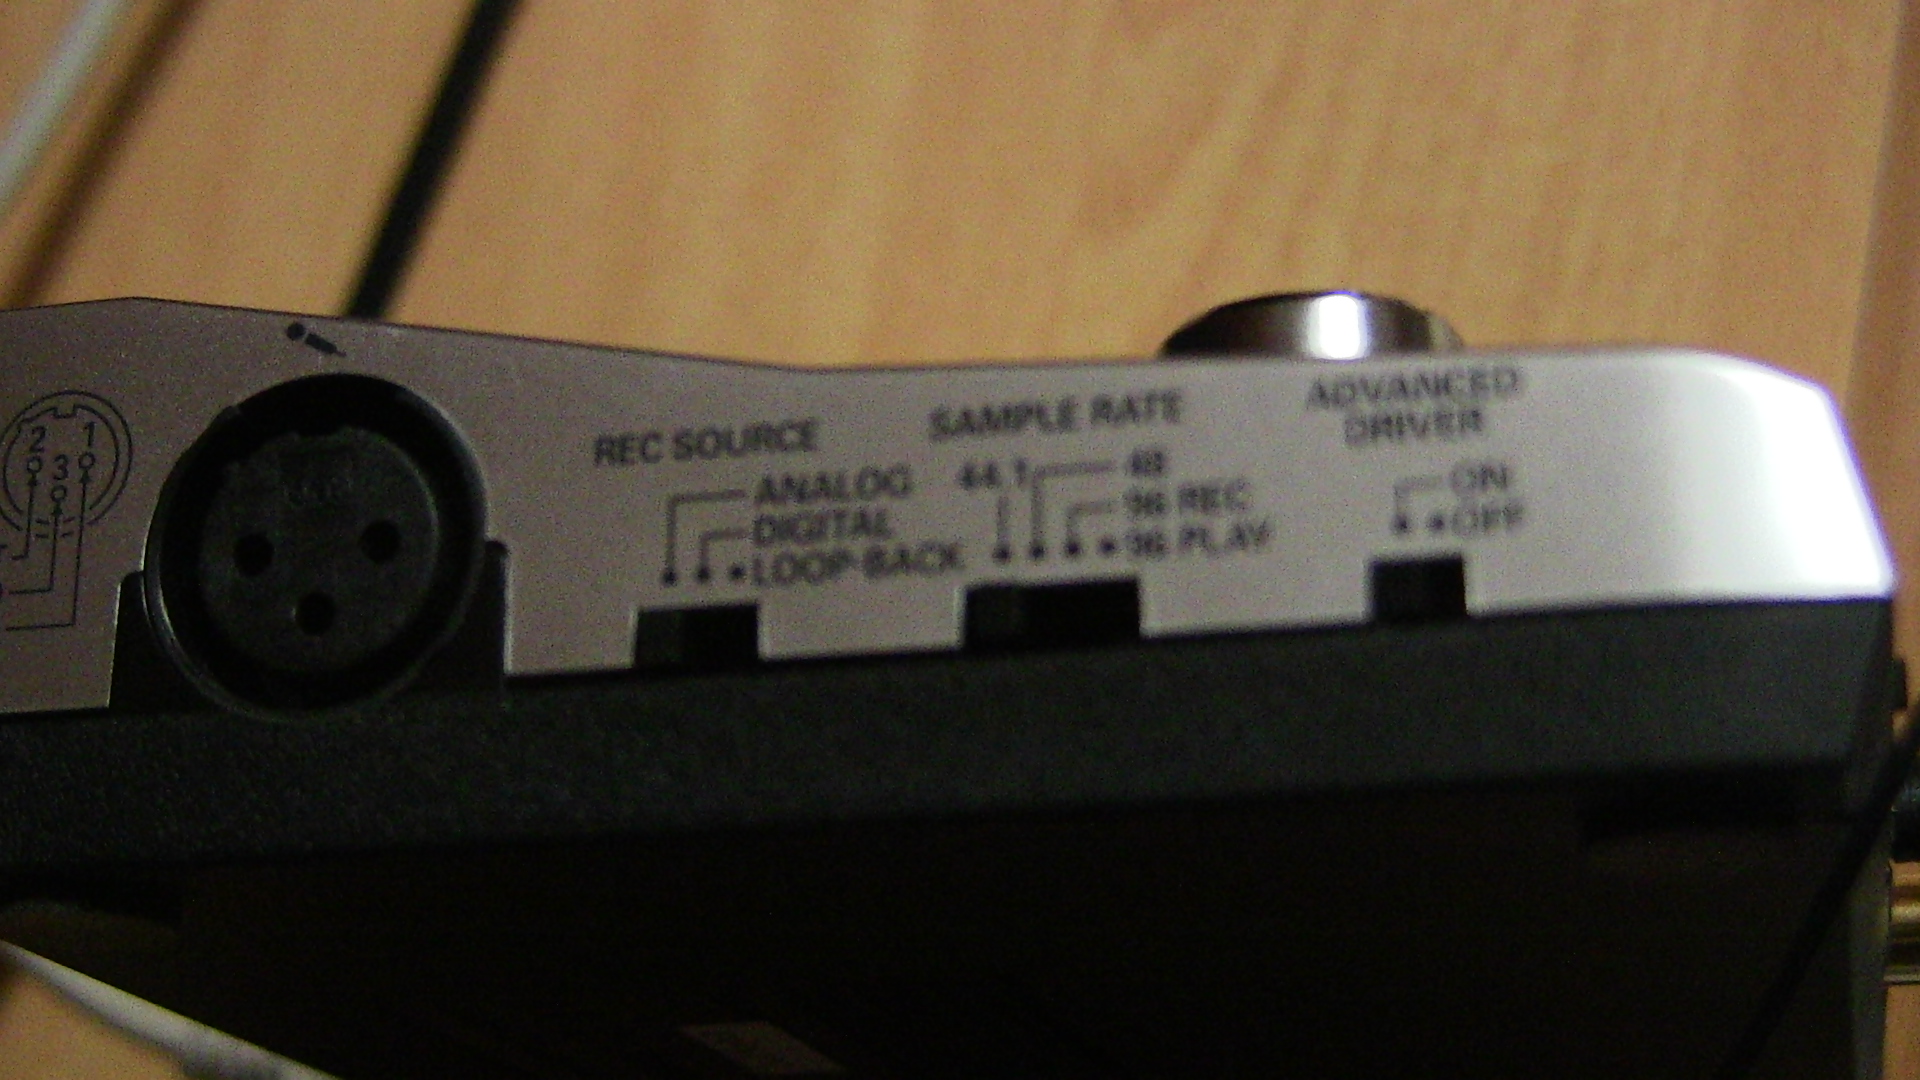 2 1
3
REC SOURCE
ANALOG
DIGITAL
LOOP-BACK
SAMPLE RATE
44.1 48
96 REC
96 PLAY
ADVANCED
DRIVER
ON
OFF